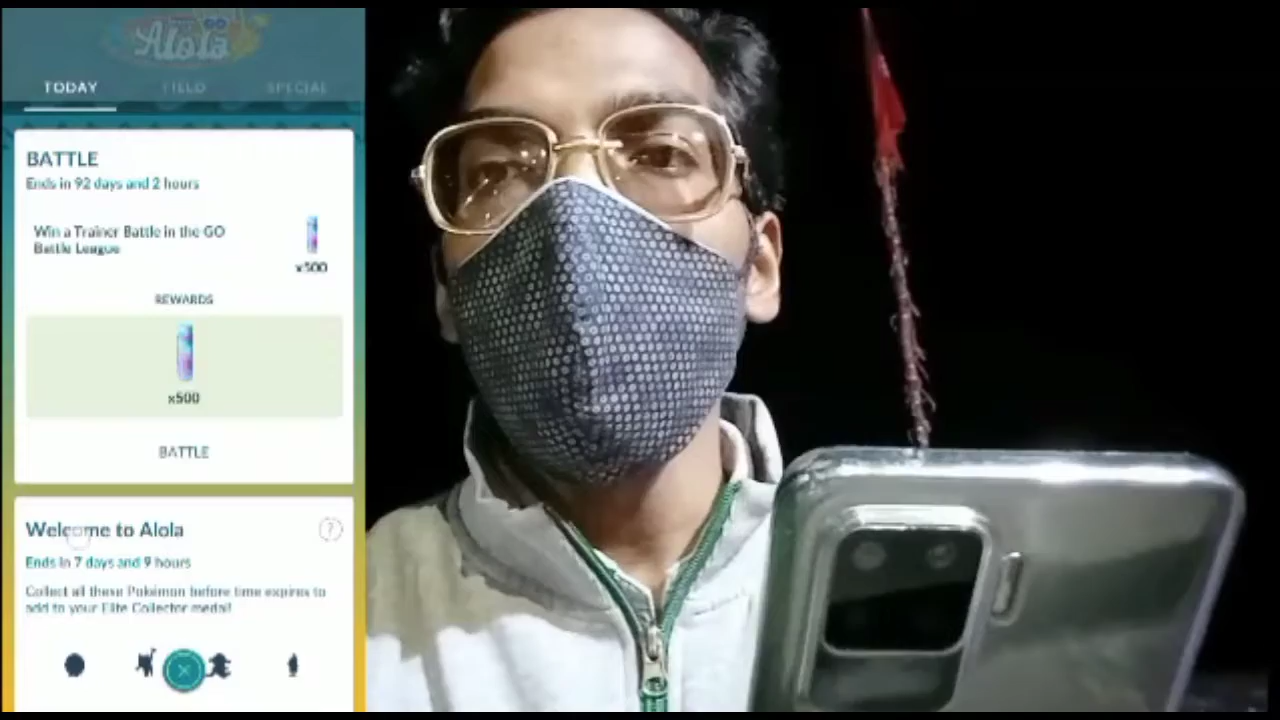 GO
Alola
TODAY
FIELD
SPECIAL
BATTLE
Ends in 92 days and 2 hours
Win a Trainer Battle in the GO
Battle League
x500
REWARDS
x500
BATTLE
Welcome to Alola
?
Ends in 7 days and 9 hours
Collect all these Pokémon before time expires to
add to your Elite Collector medal!